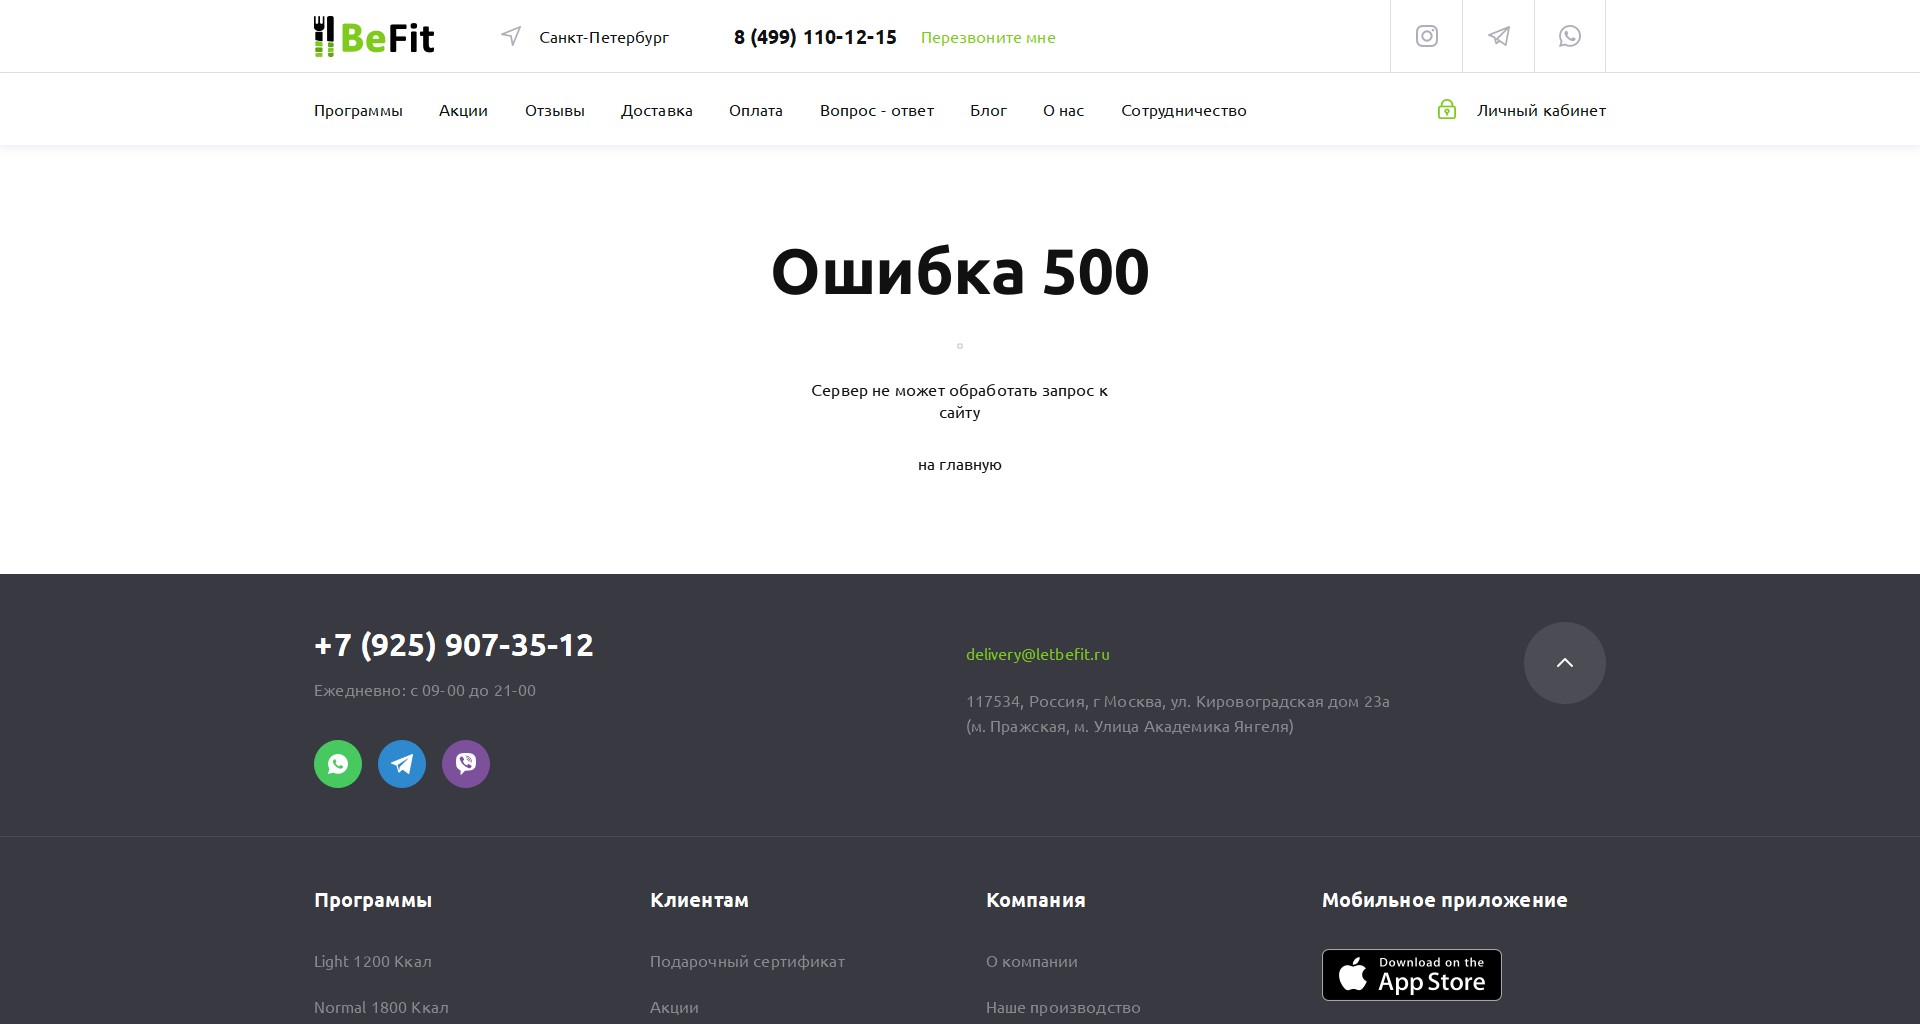 BeFit
Санкт-Петербург
8 (499) 110-12-15
Перезвоните мне
Программы
Акции
Отзывы
Доставка
Оплата
Вопрос - ответ
Блог
О нас
Сотрудничество
Личный кабинет
Ошибка 500
Сервер не может обработать запрос к
сайту
на главную
+7 (925) 907-35-12
Ежедневно: с 09-00 до 21-00
delivery@letbefit.ru
117534, Россия, г Москва, ул. Кировоградская дом 23а
(м. Пражская, м. Улица Академика Янгеля)
Программы
Light 1200 Ккал
Normal 1800 Ккал
Клиентам
Подарочный сертификат
Акции
Компания
О компании
Наше производство
Мобильное приложение
Download on the
App Store